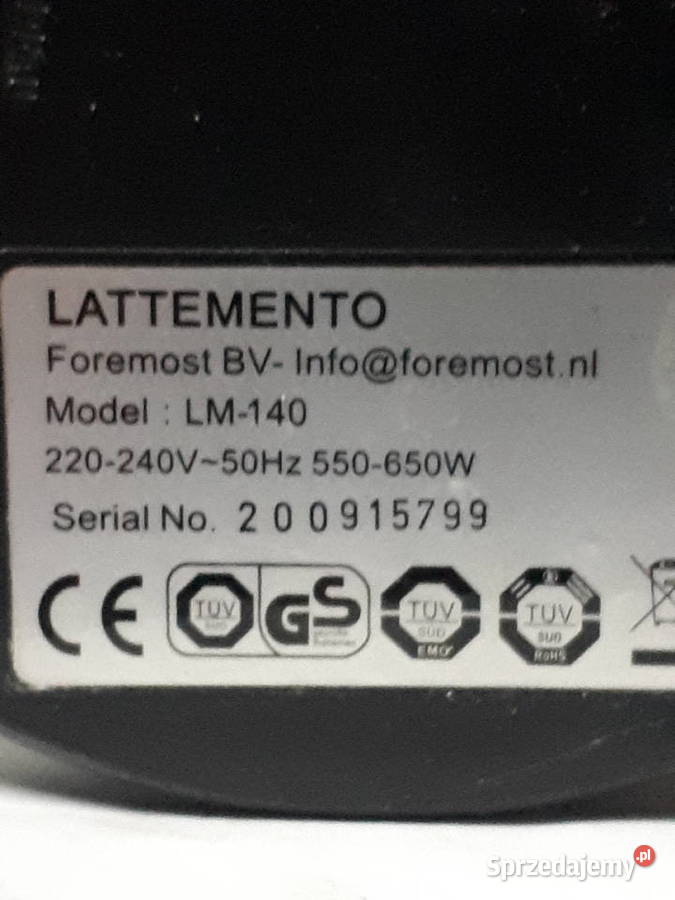 LATTEMENTO
Foremost BV- Info@foremost.nl
Model : LM-140
220-240V~50Hz 550-650W
Serial No. 200915799
CE TUV SUD GS TUV SUD EMC TUV SUD RoHS
Sprzedajemy.pl